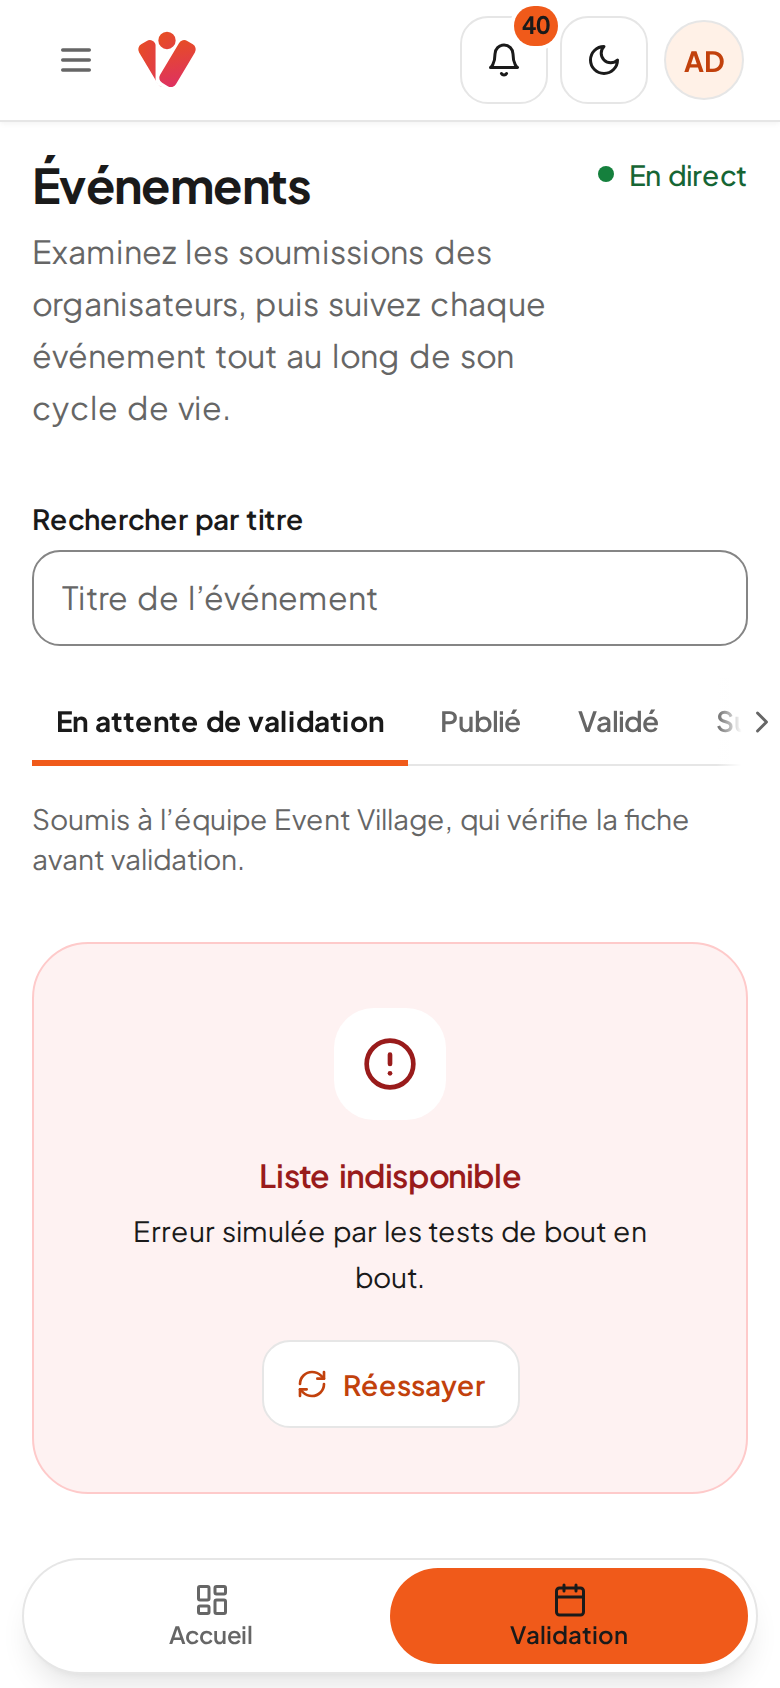 40
AD
Événements
En direct
Examinez les soumissions des
organisateurs, puis suivez chaque
événement tout au long de son
cycle de vie.
Rechercher par titre
Titre de l’événement
En attente de validation
Publié
Validé
Soumis à l’équipe Event Village, qui vérifie la fiche
avant validation.
Liste indisponible
Erreur simulée par les tests de bout en
bout.
Réessayer
Accueil
Validation